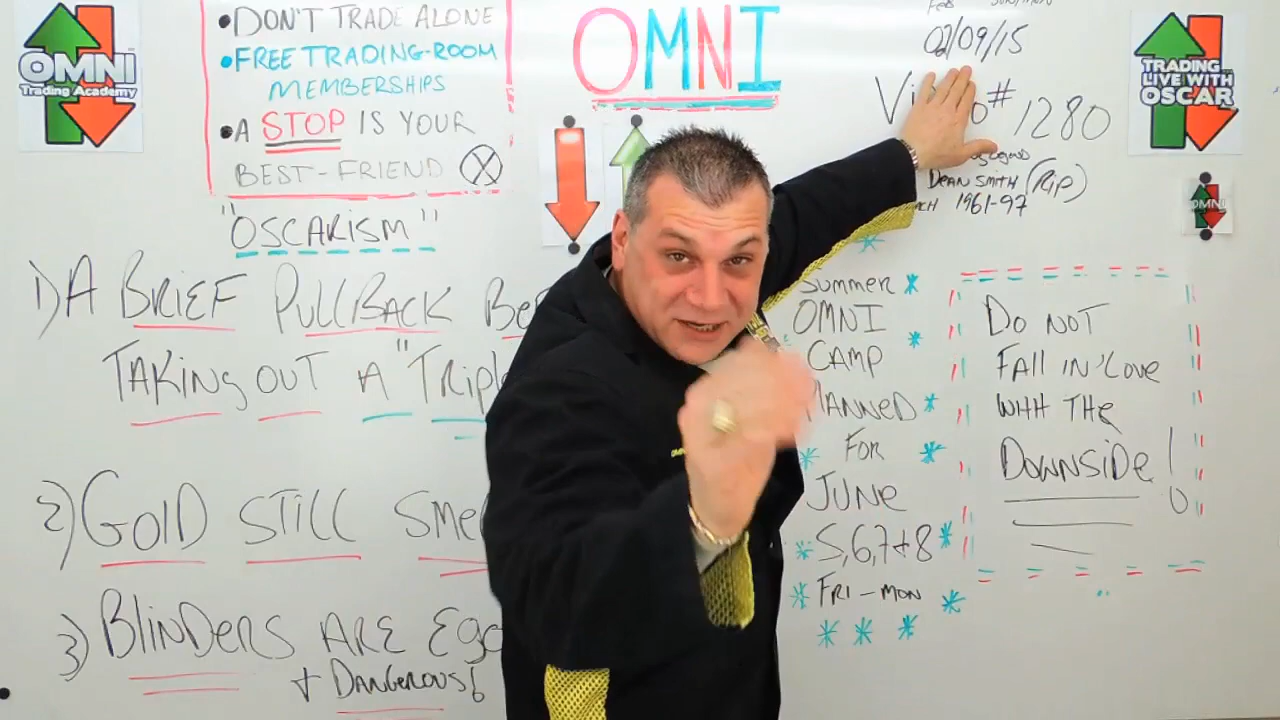 OMNI
Trading Academy
•DON'T TRADE ALONE
•FREE TRADING-ROOM
MEMBERSHIPS
•A STOP IS YOUR
BEST-FRIEND
OMNI
02/09/15
#1280
DEAN SMITH (RIP)
1961-97
TRADING
LIVE WITH
OSCAR
OMNI
"OSCARISM"
1) A BRIEF PULLBACK
TAKING OUT A "TRIPLE
2) GOLD STILL
3) BLINDERS ARE
+ DANGEROUS!
SUMMER
OMNI
CAMP
PLANNED
FOR
JUNE
5,6,7+8
FRI-MON
DO NOT
FALL IN LOVE
WITH THE
DOWNSIDE!